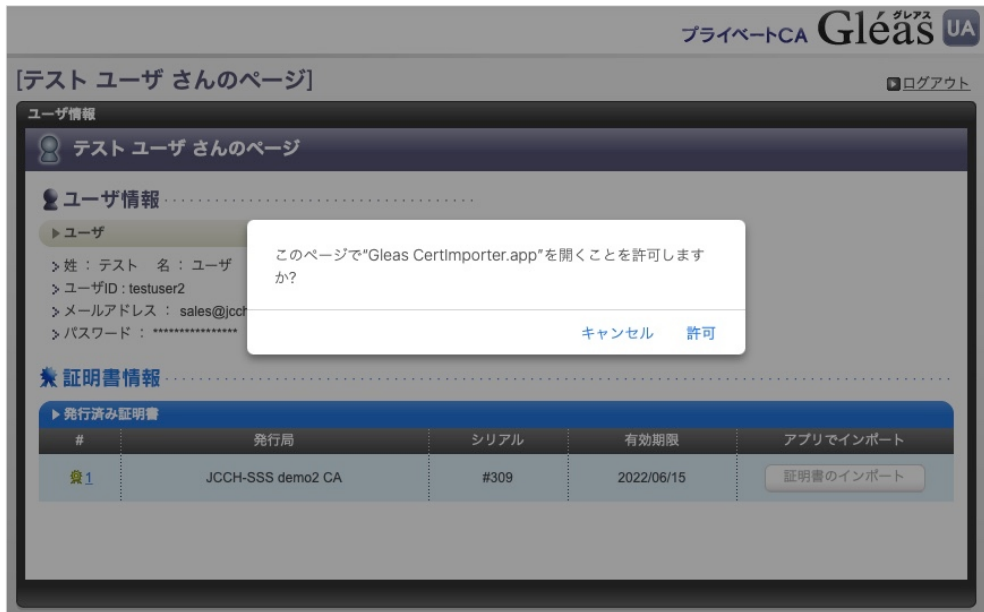 プライベートCA Gléas グレアス UA
[テスト ユーザ さんのページ]
ログアウト
ユーザ情報
テスト ユーザ さんのページ
ユーザ情報
ユーザ
姓 : テスト 名 : ユーザ
ユーザID : testuser2
メールアドレス : sales@jcch
パスワード : ****************
このページで"Gleas CertImporter.app"を開くことを許可します
か?
キャンセル 許可
証明書情報
発行済み証明書
# 発行局 シリアル 有効期限 アプリでインポート
1 JCCH-SSS demo2 CA #309 2022/06/15 証明書のインポート